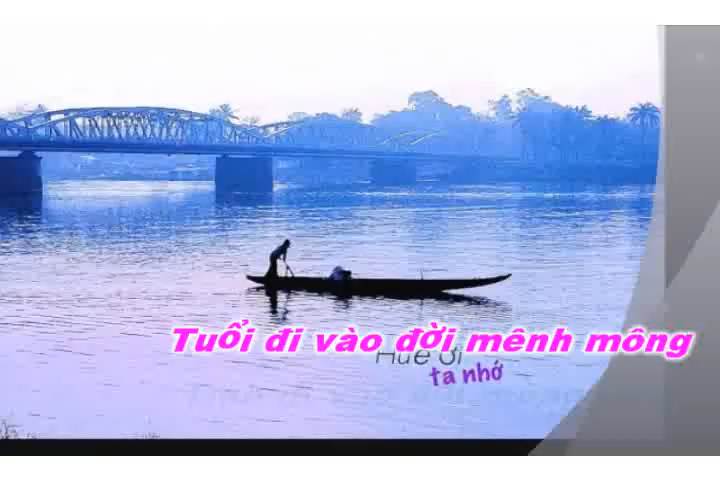 Tuổi đi vào đời mênh mông
Huế ơi
ta nhớ